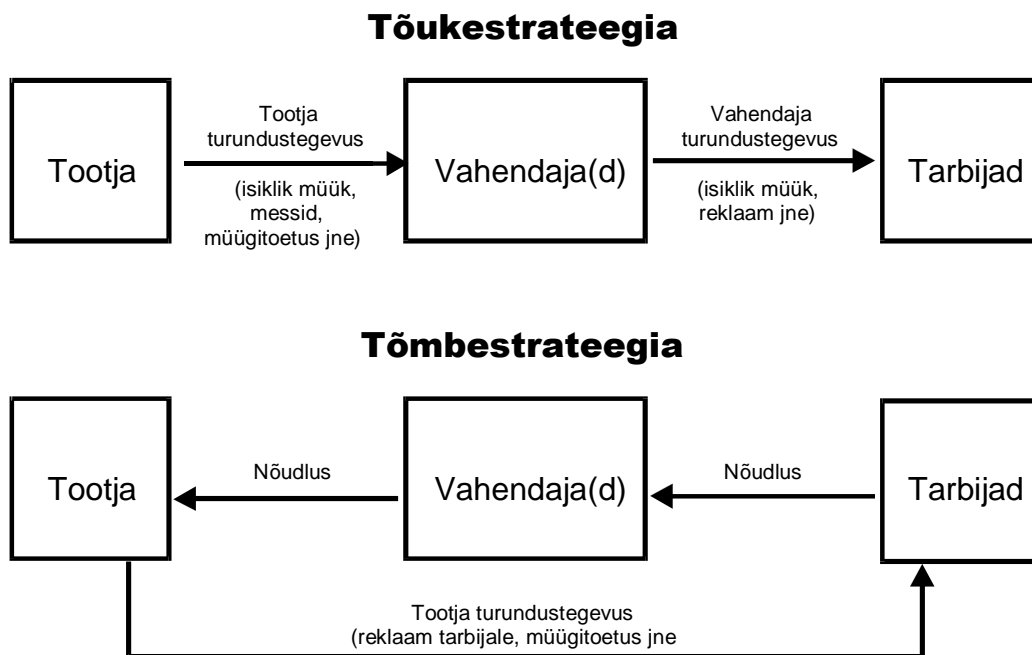 Tõukestrateegia
Tootja
Tootja
turundustegevus
(isiklik müük,
messid,
müügitoetus jne)
Vahendaja(d)
Vahendaja
turundustegevus
(isiklik müük,
reklaam jne)
Tarbijad
Tõmbestrateegia
Tootja
Nõudlus
Vahendaja(d)
Nõudlus
Tarbijad
Tootja turundustegevus
(reklaam tarbijale, müügitoetus jne